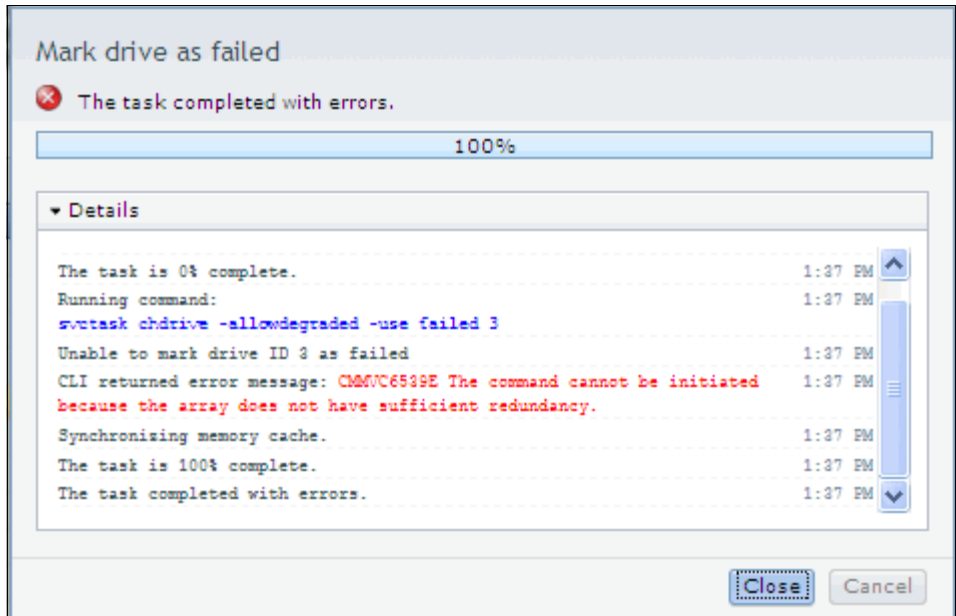 Mark drive as failed
The task completed with errors.
100%
Details
The task is 0% complete. 1:37 PM
Running command: 1:37 PM
svctask chdrive -allowdegraded -use failed 3
Unable to mark drive ID 3 as failed 1:37 PM
CLI returned error message: CMMVC6539E The command cannot be initiated 1:37 PM
because the array does not have sufficient redundancy.
Synchronizing memory cache. 1:37 PM
The task is 100% complete. 1:37 PM
The task completed with errors. 1:37 PM
Close Cancel